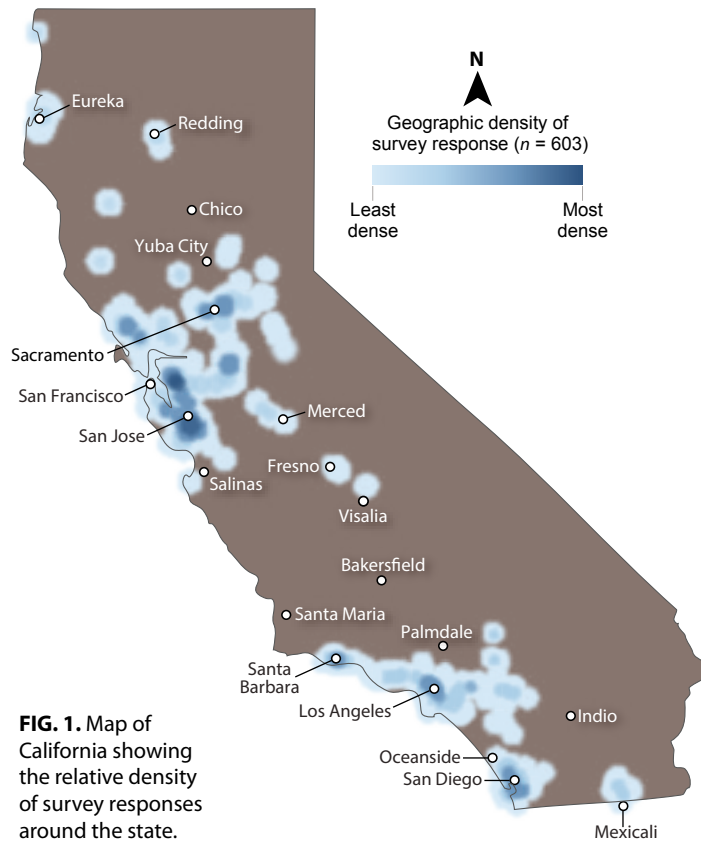 N
Geographic density of
survey response (n = 603)
Least
dense
Most
dense
Eureka
Redding
Chico
Yuba City
Sacramento
San Francisco
San Jose
Merced
Salinas
Fresno
Visalia
Bakersfield
Santa Maria
Palmdale
Santa
Barbara
Los Angeles
Indio
Oceanside
San Diego
Mexicali
FIG. 1. Map of
California showing
the relative density
of survey responses
around the state.